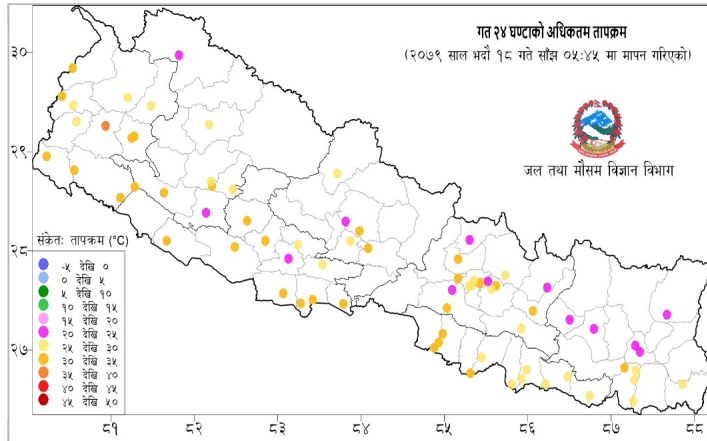 गत २४ घण्टाको अधिकतम तापक्रम
(२०७९ साल भदौ १८ गते साँझ ०५:४५ मा मापन गरिएको)
जल तथा मौसम विज्ञान विभाग
३०
२९
२८
२७
संकेतः तापक्रम (°C)
-५ देखि ०
० देखि ५
५ देखि १०
१० देखि १५
१५ देखि २०
२० देखि २५
२५ देखि ३०
३० देखि ३५
३५ देखि ४०
४० देखि ४५
४५ देखि ५०
८१
८२
८३
८४
८५
८६
८७
८८